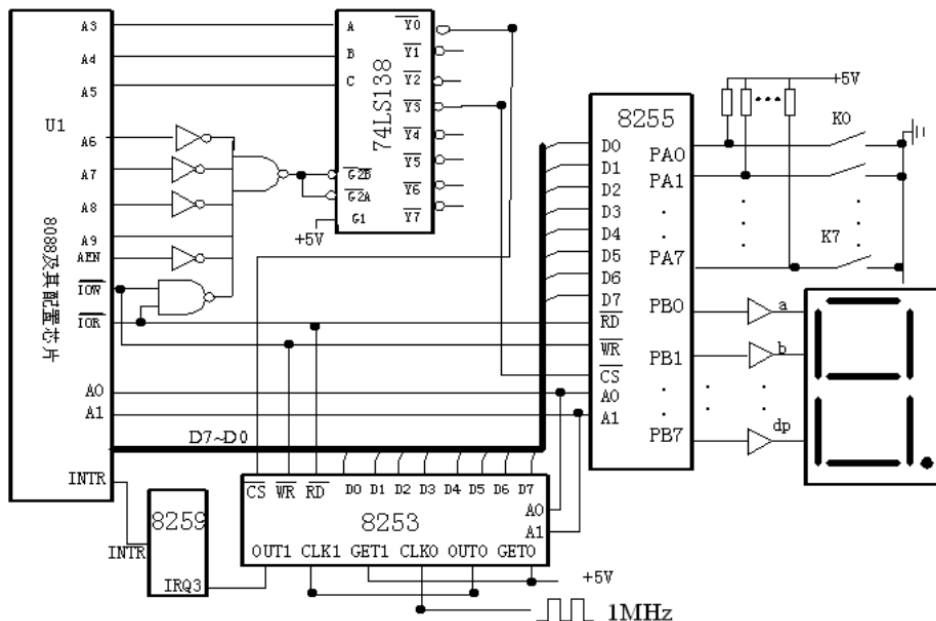 U1
8088及其配置芯片
A3
A4
A5
A6
A7
A8
A9
AEN
IOW
IOR
A0
A1
INTR
74LS138
A
B
C
G2B
G2A
G1
+5V
Y0
Y1
Y2
Y3
Y4
Y5
Y6
Y7
8255
D0
D1
D2
D3
D4
D5
D6
D7
RD
WR
CS
A0
A1
PA0
PA1
PA7
PB0
PB1
PB7
+5V
K0
K7
a
b
dp
D7~D0
8259
INTR
IRQ3
CS WR RD D0 D1 D2 D3 D4 D5 D6 D7
A0
A1
8253
OUT1 CLK1 GET1 CLK0 OUT0 GET0
+5V
1MHz